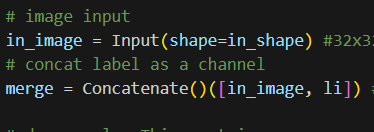 # image input
in_image = Input(shape=in_shape) #32x3
# concat label as a channel
merge = Concatenate()([in_image, li]) #